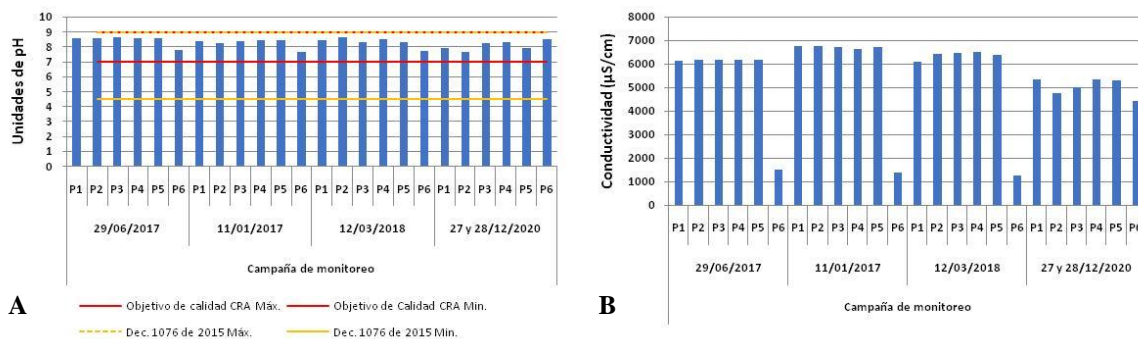 Unidades de pH
10
9
8
7
6
5
4
3
2
1
0
P1 P2 P3 P4 P5 P6 P1 P2 P3 P4 P5 P6 P1 P2 P3 P4 P5 P6 P1 P2 P3 P4 P5 P6
29/06/2017 11/01/2017 12/03/2018 27 y 28/12/2020
Campaña de monitoreo
Objetivo de calidad CRA Máx. Objetivo de Calidad CRA Min.
Dec. 1076 de 2015 Máx. Dec. 1076 de 2015 Min.
A
Conductividad (µS/cm)
8000
7000
6000
5000
4000
3000
2000
1000
0
P1 P2 P3 P4 P5 P6 P1 P2 P3 P4 P5 P6 P1 P2 P3 P4 P5 P6 P1 P2 P3 P4 P5 P6
29/06/2017 11/01/2017 12/03/2018 27 y 28/12/2020
Campaña de monitoreo
B